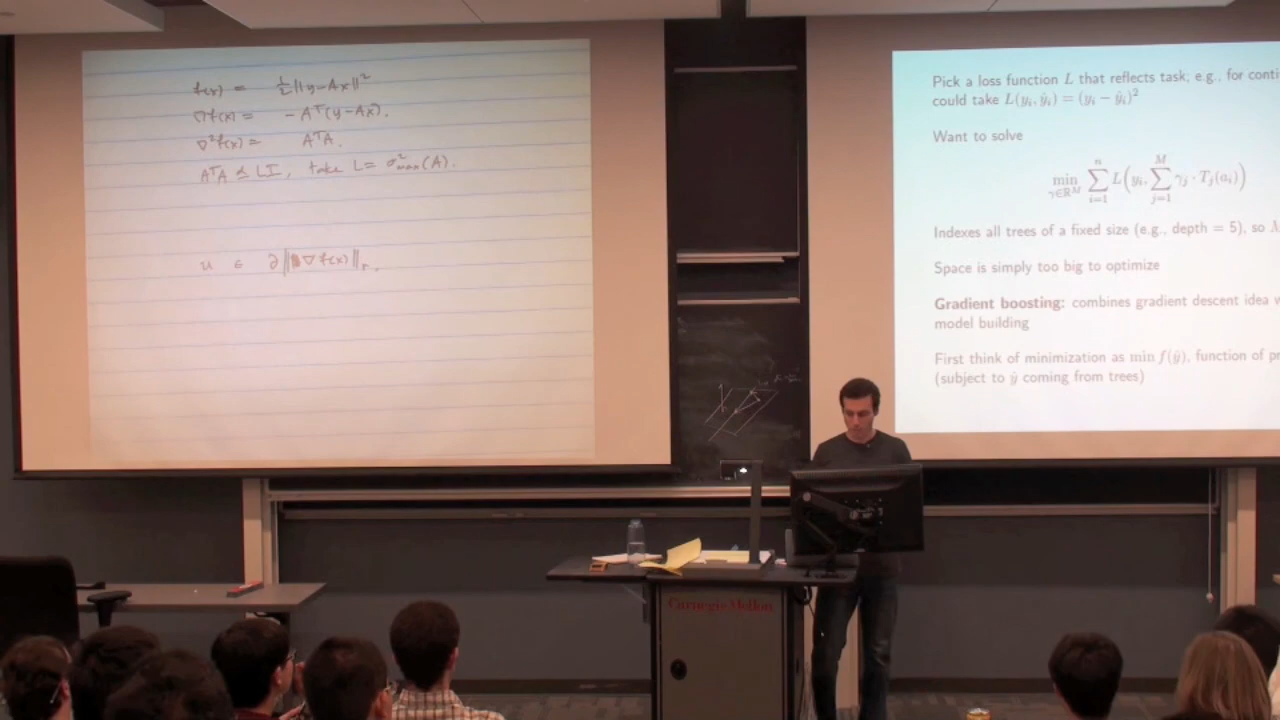 f(x) = ½‖y−Ax‖²
∇f(x) = −Aᵀ(y−Ax).
∇²f(x) = AᵀA.
AᵀA ⪯ LI, take L = σ²max(A).
u ∈ ∂‖∇f(x)‖
Pick a loss function L that reflects task; e.g., for
could take L(yᵢ, ŷᵢ) = (yᵢ − ŷᵢ)²
Want to solve
min γ∈ℝᴹ ∑ⁿᵢ₌₁ L(yᵢ, ∑ᴹⱼ₌₁ γⱼ · Tⱼ(aᵢ))
Indexes all trees of a fixed size (e.g., depth = 5), so
Space is simply too big to optimize
Gradient boosting: combines gradient descent idea
model building
First think of minimization as min f(ŷ), function of
(subject to ŷ coming from trees)
Carnegie Mellon